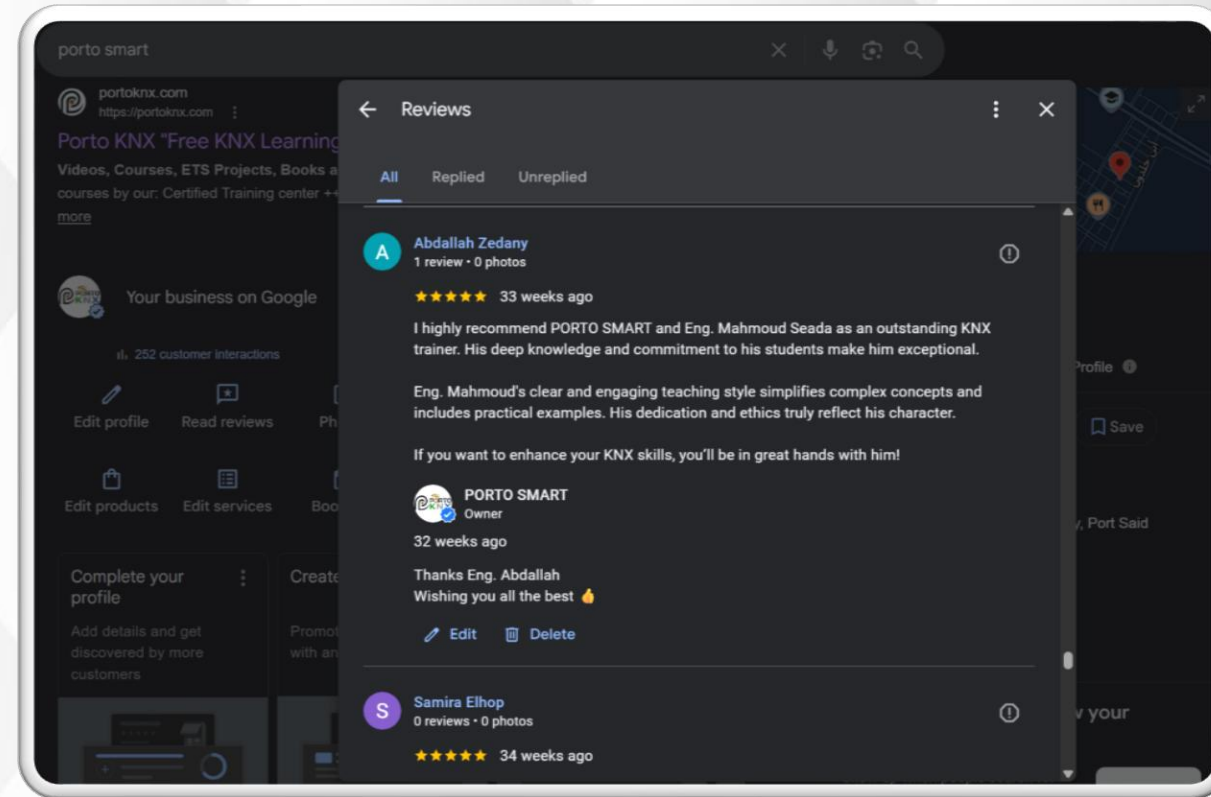 porto smart
portoknx.com
https://portoknx.com
Porto KNX "Free KNX Learning
Videos, Courses, ETS Projects, Books a
courses by our: Certified Training center ++
more
Your business on Google
252 customer interactions
Edit profile
Read reviews
Ph
Edit products
Edit services
Boo
Complete your
profile
Add details and get
discovered by more
customers
Create
Promot
with an
Reviews
All
Replied
Unreplied
A
Abdallah Zedany
1 review • 0 photos
33 weeks ago
I highly recommend PORTO SMART and Eng. Mahmoud Seada as an outstanding KNX
trainer. His deep knowledge and commitment to his students make him exceptional.
Eng. Mahmoud's clear and engaging teaching style simplifies complex concepts and
includes practical examples. His dedication and ethics truly reflect his character.
If you want to enhance your KNX skills, you'll be in great hands with him!
PORTO SMART
Owner
32 weeks ago
Thanks Eng. Abdallah
Wishing you all the best 👍
Edit
Delete
S
Samira Elhop
0 reviews • 0 photos
34 weeks ago
Profile
Save
, Port Said
your